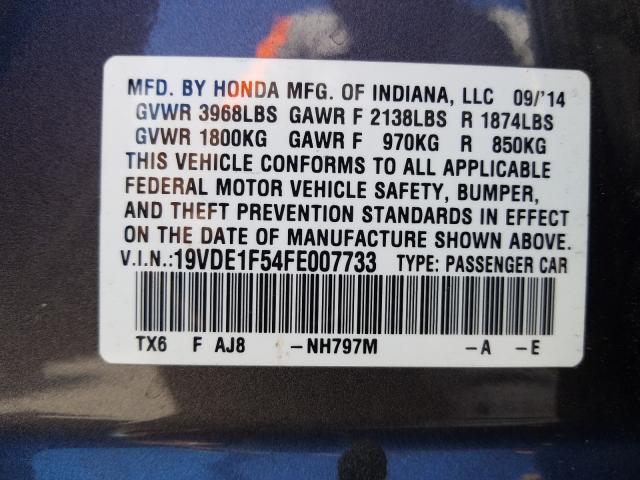 MFD. BY HONDA MFG. OF INDIANA, LLC 09/'14
GVWR 3968LBS GAWR F 2138LBS R 1874LBS
GVWR 1800KG GAWR F 970KG R 850KG
THIS VEHICLE CONFORMS TO ALL APPLICABLE
FEDERAL MOTOR VEHICLE SAFETY, BUMPER,
AND THEFT PREVENTION STANDARDS IN EFFECT
ON THE DATE OF MANUFACTURE SHOWN ABOVE.
V.I.N.:19VDE1F54FE007733 TYPE: PASSENGER CAR
TX6 F AJ8 -NH797M -A -E